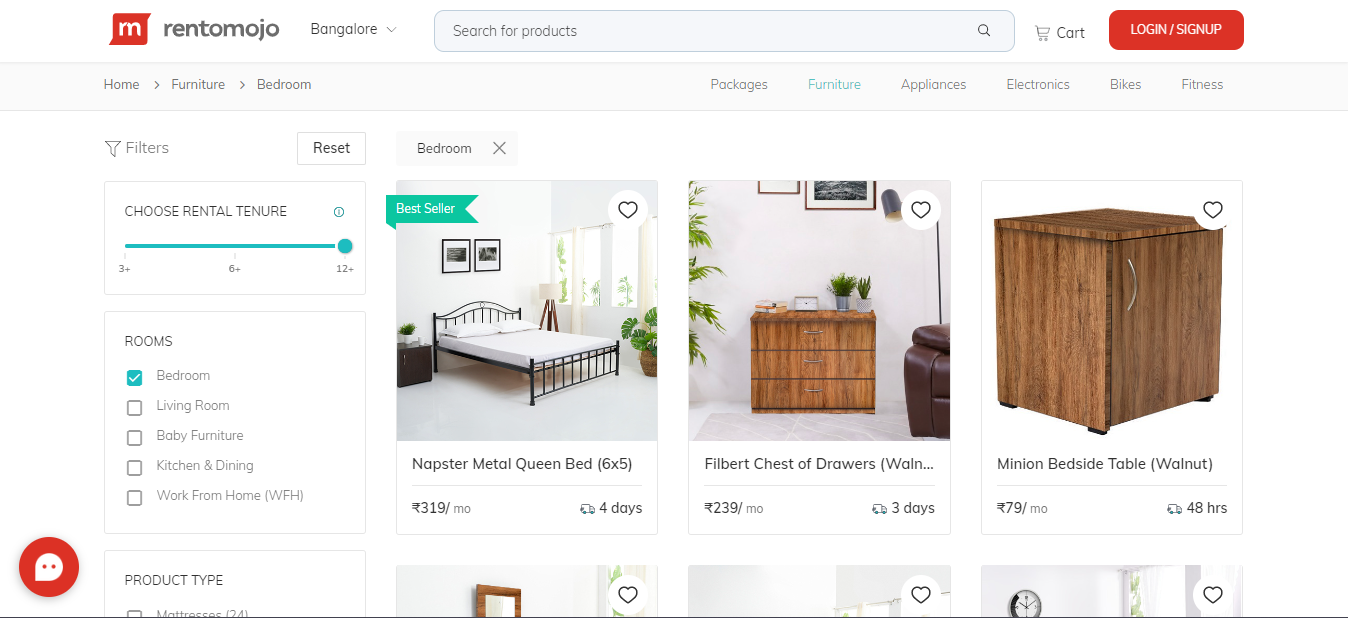 m rentomojo
Bangalore
Search for products
Cart
LOGIN / SIGNUP
Home > Furniture > Bedroom
Packages
Furniture
Appliances
Electronics
Bikes
Fitness
Filters
Reset
Bedroom
CHOOSE RENTAL TENURE
3+
6+
12+
ROOMS
Bedroom
Living Room
Baby Furniture
Kitchen & Dining
Work From Home (WFH)
PRODUCT TYPE
Mattresses (24)
Best Seller
Napster Metal Queen Bed (6x5)
₹319/ mo
4 days
Filbert Chest of Drawers (Waln...
₹239/ mo
3 days
Minion Bedside Table (Walnut)
₹79/ mo
48 hrs